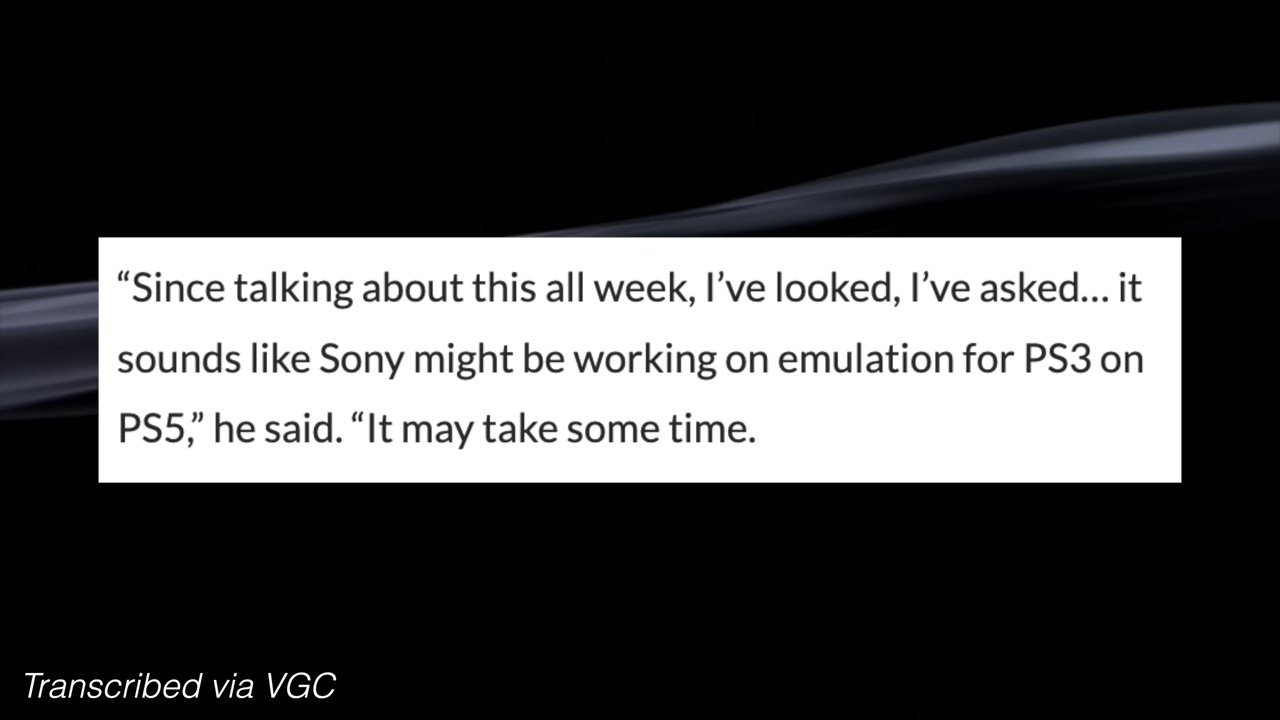 “Since talking about this all week, I’ve looked, I’ve asked… it
sounds like Sony might be working on emulation for PS3 on
PS5,” he said. “It may take some time.
Transcribed via VGC